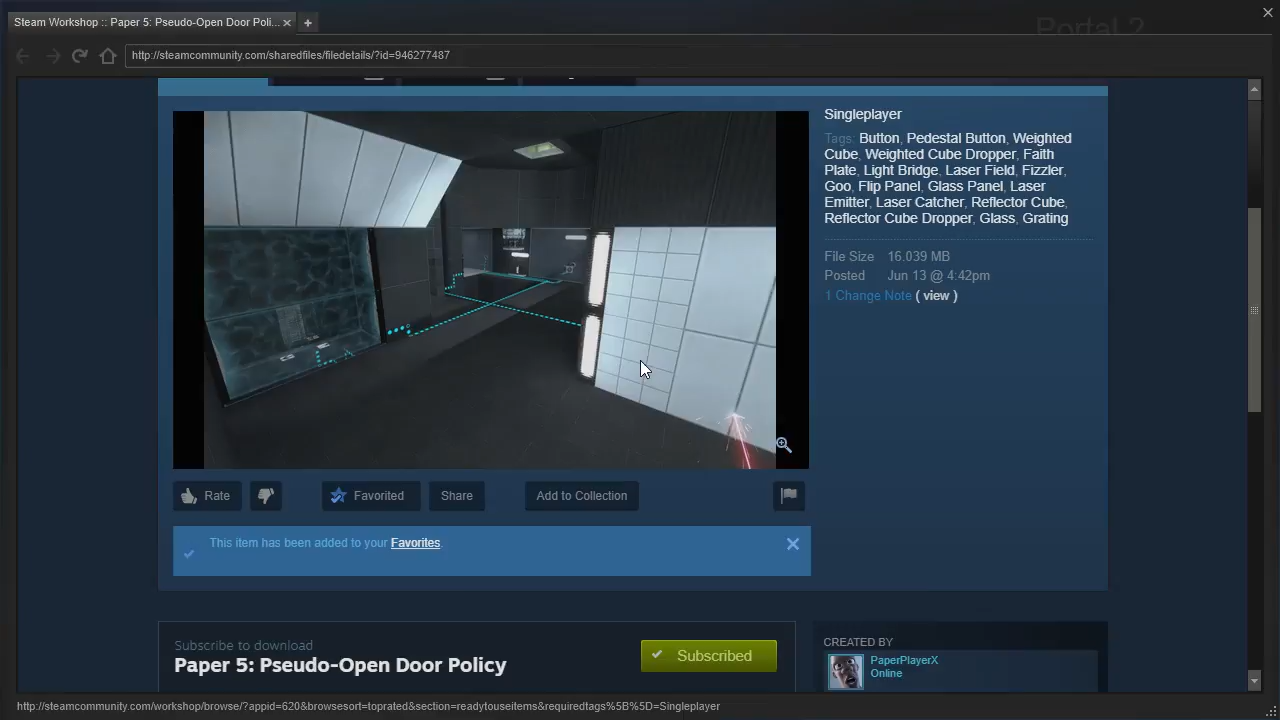 Portal 2
Steam Workshop :: Paper 5: Pseudo-Open Door Poli...
http://steamcommunity.com/sharedfiles/filedetails/?id=946277487
Singleplayer
Tags: Button, Pedestal Button, Weighted
Cube, Weighted Cube Dropper, Faith
Plate, Light Bridge, Laser Field, Fizzler,
Goo, Flip Panel, Glass Panel, Laser
Emitter, Laser Catcher, Reflector Cube,
Reflector Cube Dropper, Glass, Grating
File Size 16.039 MB
Posted Jun 13 @ 4:42pm
1 Change Note ( view )
Rate Favorited Share Add to Collection
This item has been added to your Favorites.
Subscribe to download
Paper 5: Pseudo-Open Door Policy
Subscribed
CREATED BY
PaperPlayerX
Online
http://steamcommunity.com/workshop/browse/?appid=620&browsesort=toprated&section=readytouseitems&requiredtags%5B%5D=Singleplayer